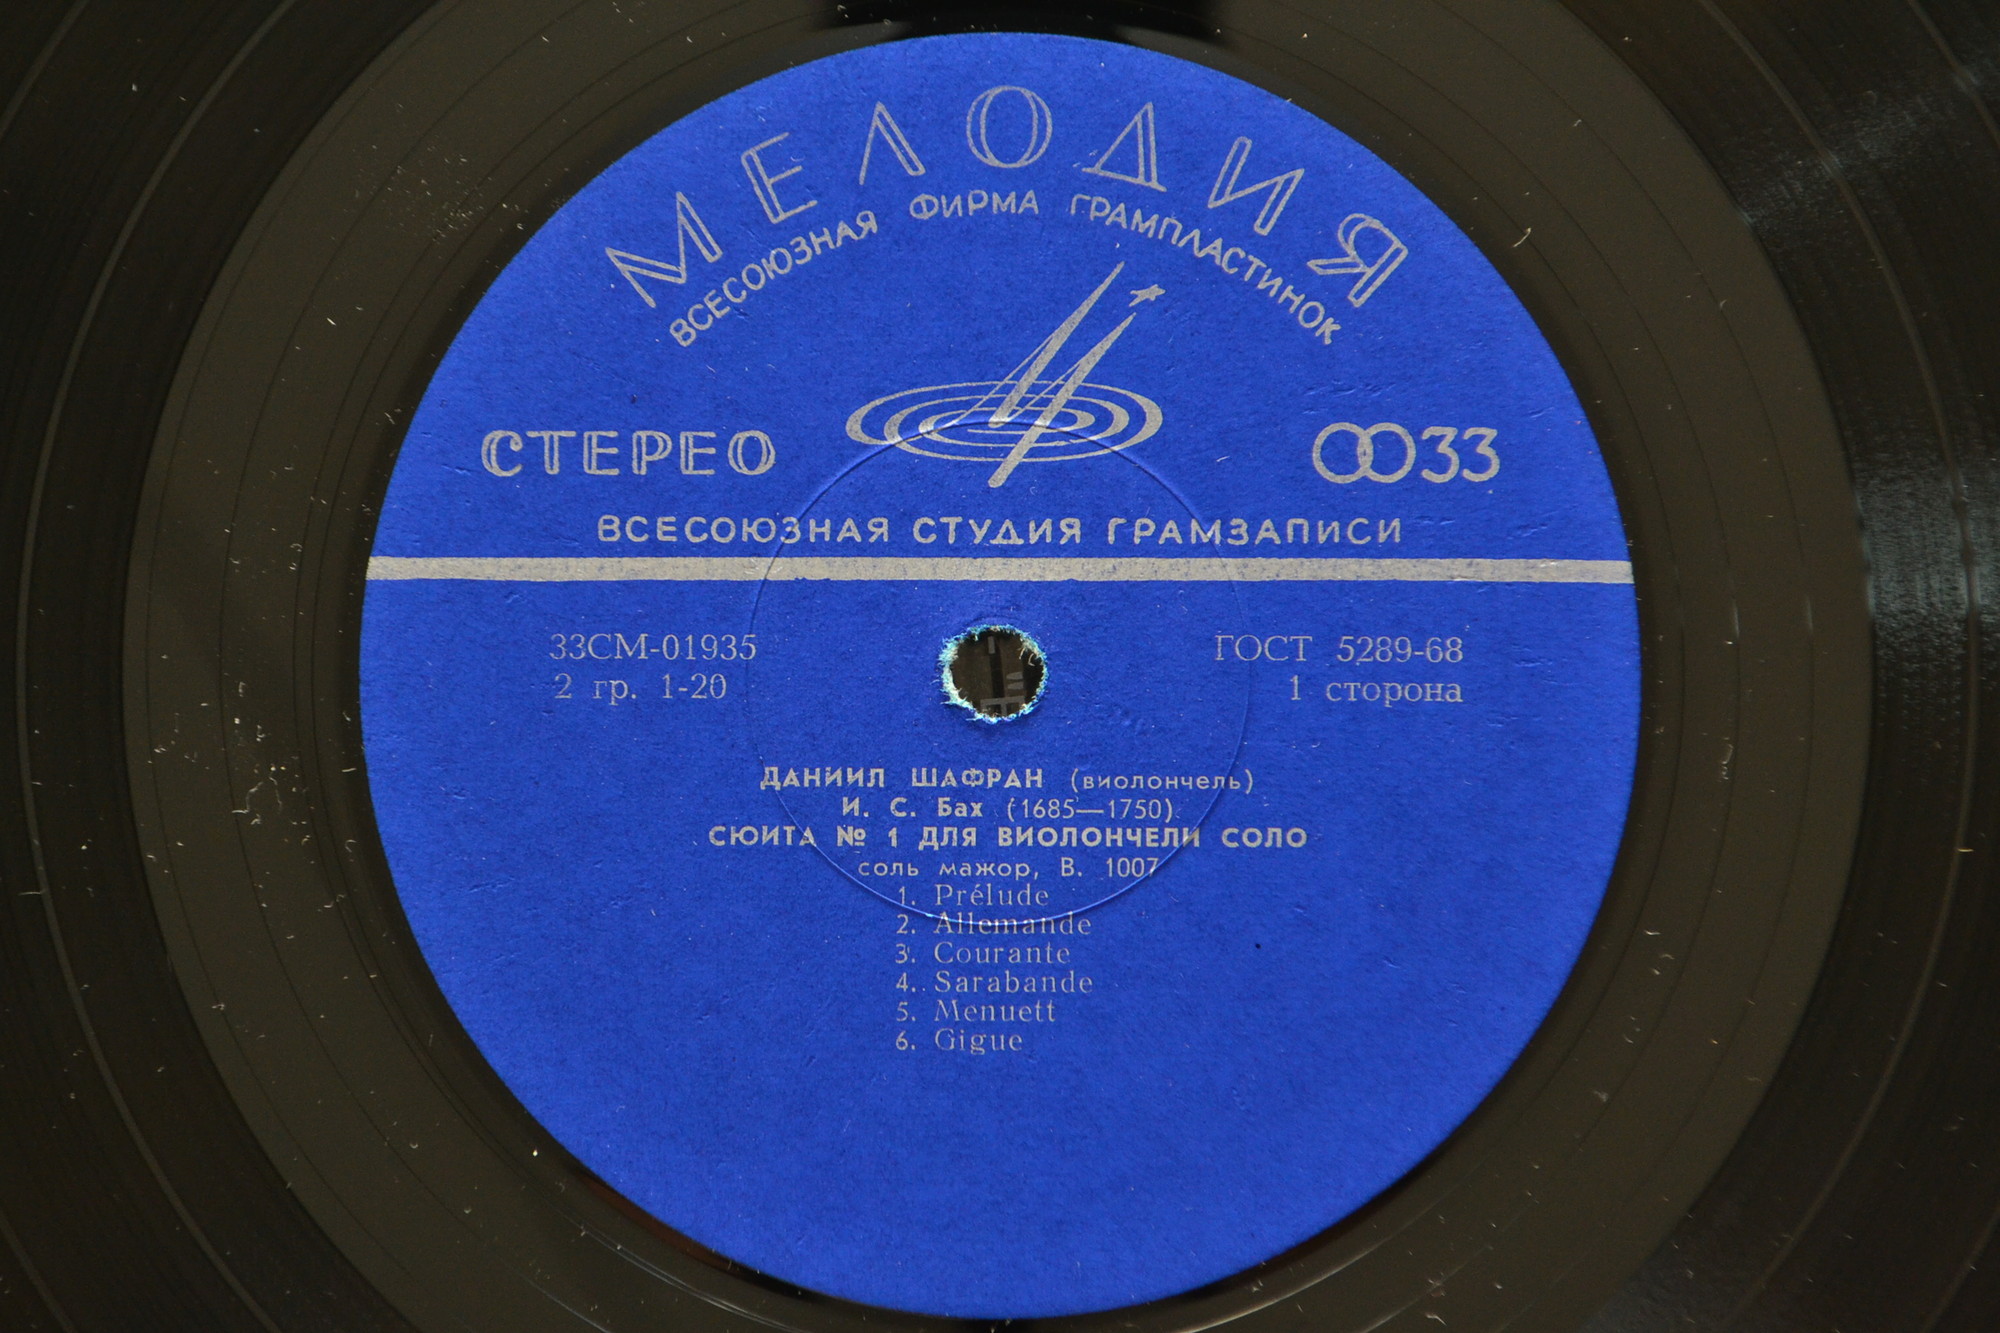 МЕЛОДИЯ
ВСЕСОЮЗНАЯ ФИРМА ГРАМПЛАСТИНОК
СТЕРЕО
33
ВСЕСОЮЗНАЯ СТУДИЯ ГРАМЗАПИСИ
33СМ-01935
ГОСТ 5289-68
2 гр. 1-20
1 сторона
ДАНИИЛ ШАФРАН (виолончель)
И. С. Бах (1685—1750)
СЮИТА № 1 ДЛЯ ВИОЛОНЧЕЛИ СОЛО
соль мажор, В. 1007
1. Prélude
2. Allemande
3. Courante
4. Sarabande
5. Menuett
6. Gigue